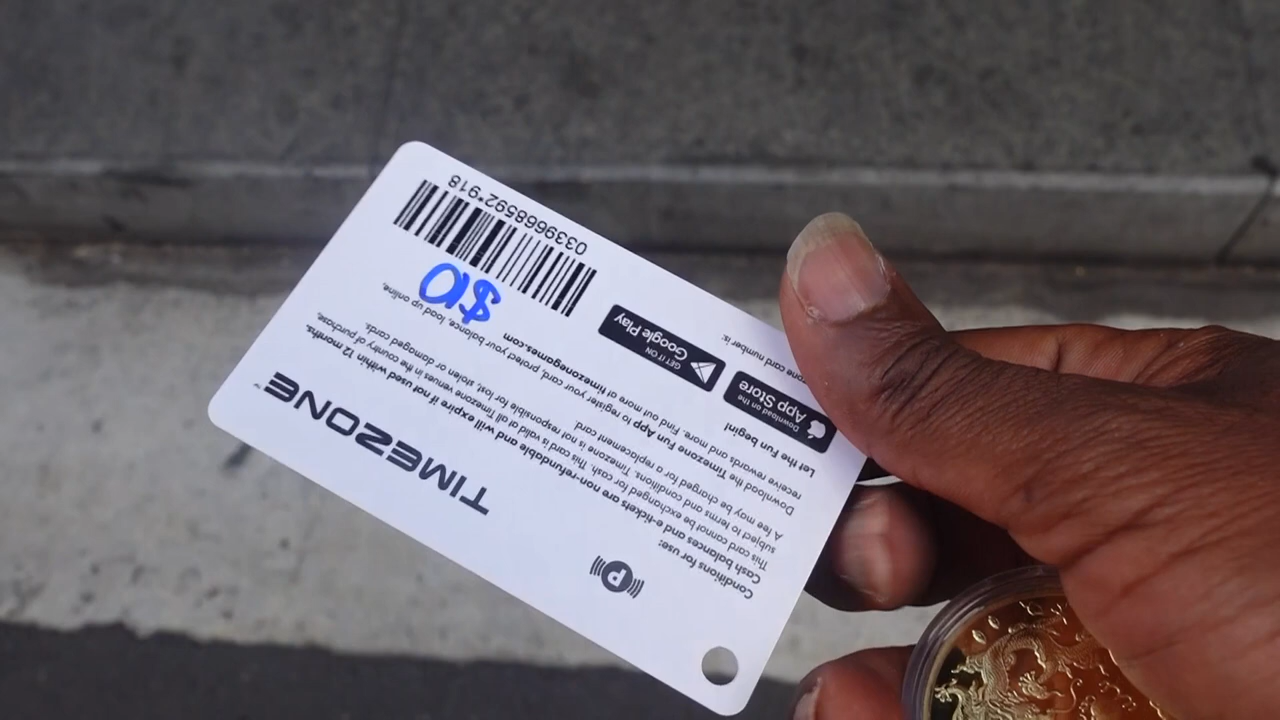 TIMEZONE™
P
Conditions for use:
Cash balances and e-tickets are non-refundable and will expire if not used within 12 months.
This card cannot be exchanged for cash. This card is valid at all Timezone venues in the country of purchase,
subject to terms and conditions. Timezone is not responsible for lost, stolen or damaged cards.
A fee may be charged for a replacement card.
Download the Timezone Fun App to register your card, protect your balance, load up online,
receive rewards and more. Find out more at timezonegames.com
Let the Fun begin!
Download on the
App Store
GET IT ON
Google Play
$10
zone card number is:
0339668592*918